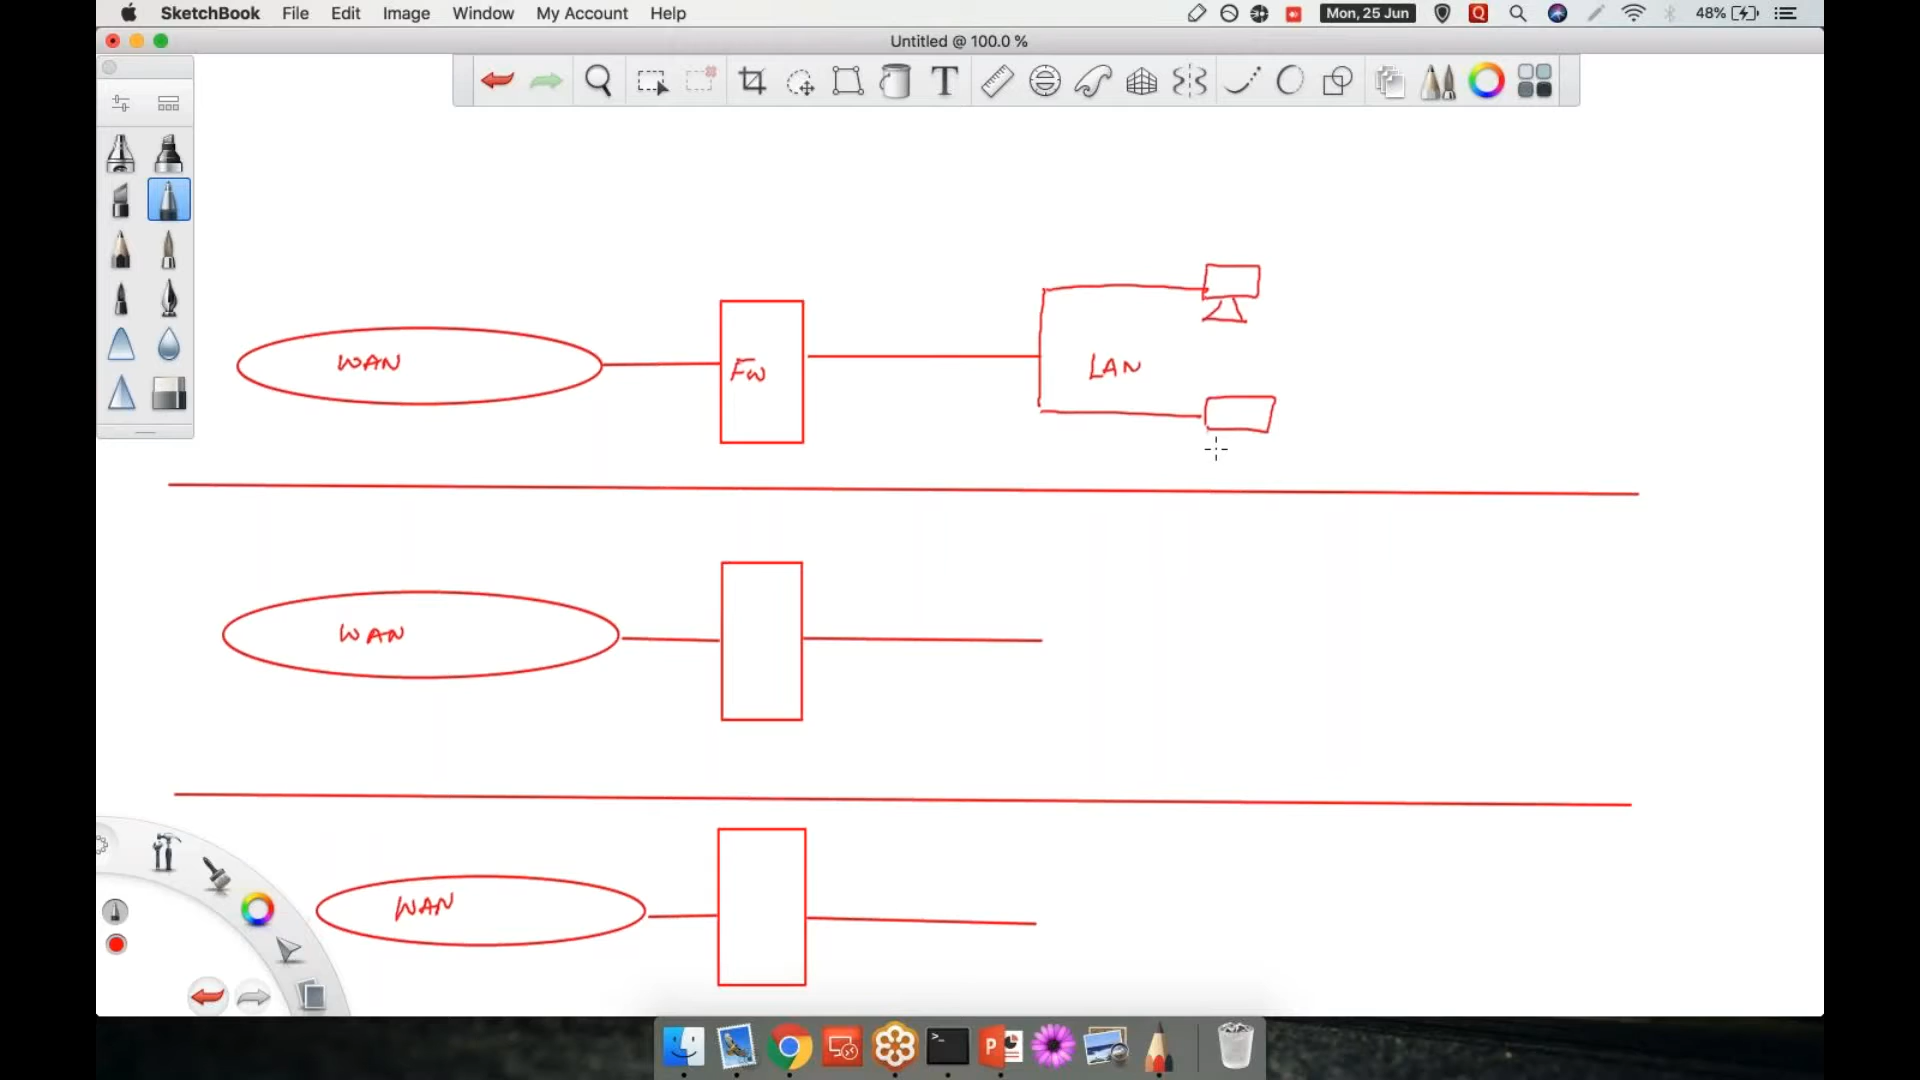 SketchBook File Edit Image Window My Account Help Mon, 25 Jun Q 48%
Untitled @ 100.0 %
T
WAN
FW
LAN
WAN
WAN
>_
P